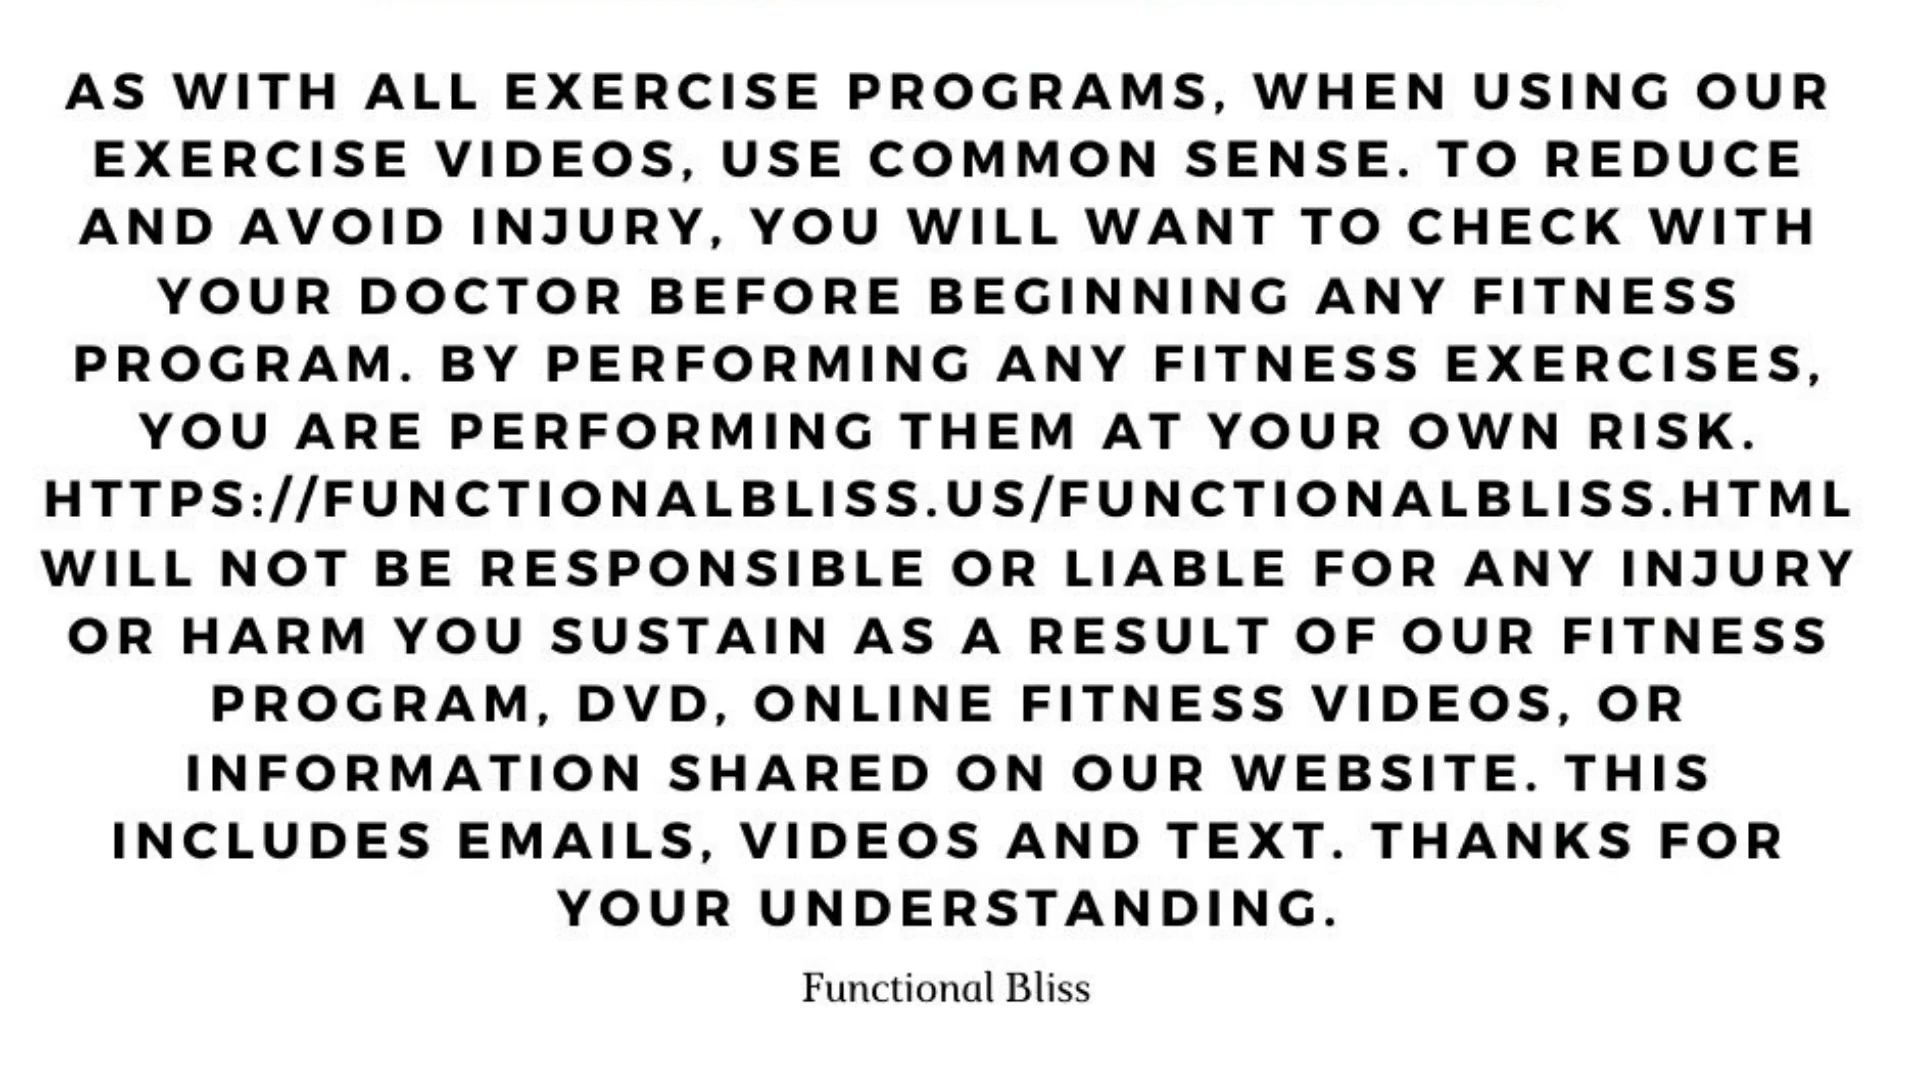 AS WITH ALL EXERCISE PROGRAMS, WHEN USING OUR
EXERCISE VIDEOS, USE COMMON SENSE. TO REDUCE
AND AVOID INJURY, YOU WILL WANT TO CHECK WITH
YOUR DOCTOR BEFORE BEGINNING ANY FITNESS
PROGRAM. BY PERFORMING ANY FITNESS EXERCISES,
YOU ARE PERFORMING THEM AT YOUR OWN RISK.
HTTPS://FUNCTIONALBLISS.US/FUNCTIONALBLISS.HTML
WILL NOT BE RESPONSIBLE OR LIABLE FOR ANY INJURY
OR HARM YOU SUSTAIN AS A RESULT OF OUR FITNESS
PROGRAM, DVD, ONLINE FITNESS VIDEOS, OR
INFORMATION SHARED ON OUR WEBSITE. THIS
INCLUDES EMAILS, VIDEOS AND TEXT. THANKS FOR
YOUR UNDERSTANDING.
Functional Bliss